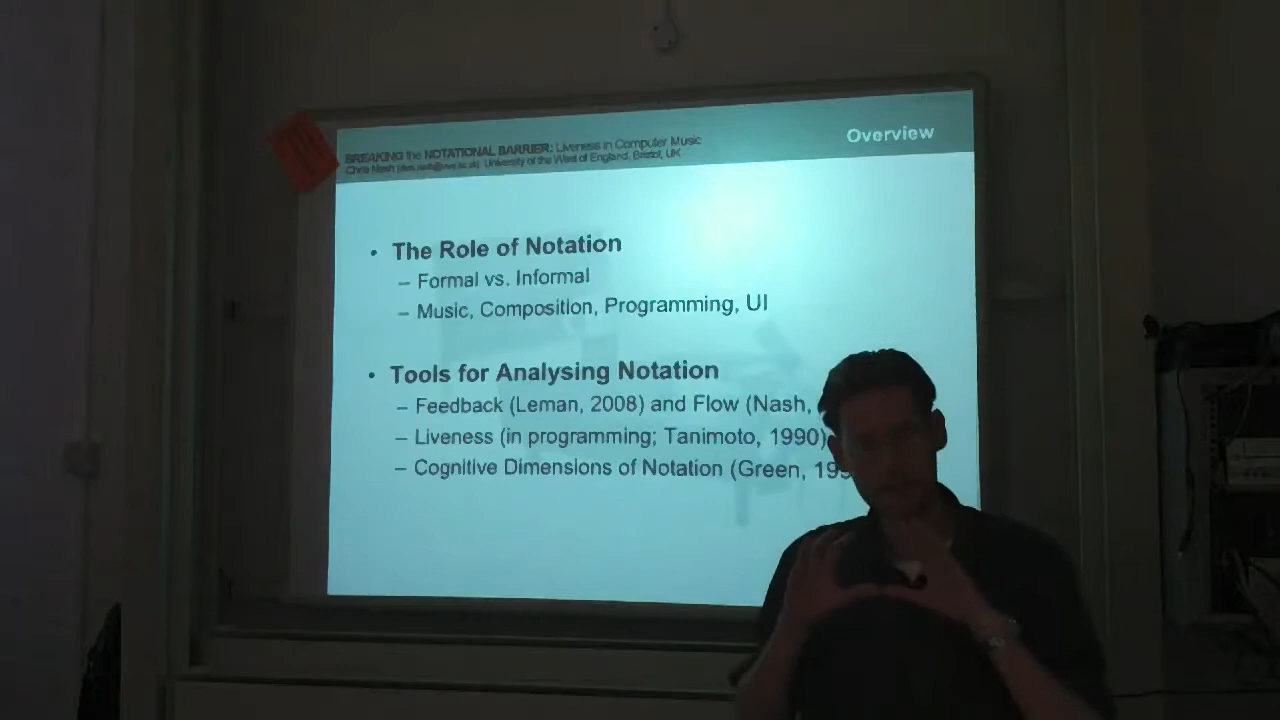 BREAKING the NOTATIONAL BARRIER: Liveness in Computer Music
Overview
Chris Nash University of the West of England, Bristol, UK
• The Role of Notation
– Formal vs. Informal
– Music, Composition, Programming, UI
• Tools for Analysing Notation
– Feedback (Leman, 2008) and Flow (Nash,
– Liveness (in programming; Tanimoto, 1990)
– Cognitive Dimensions of Notation (Green, 19